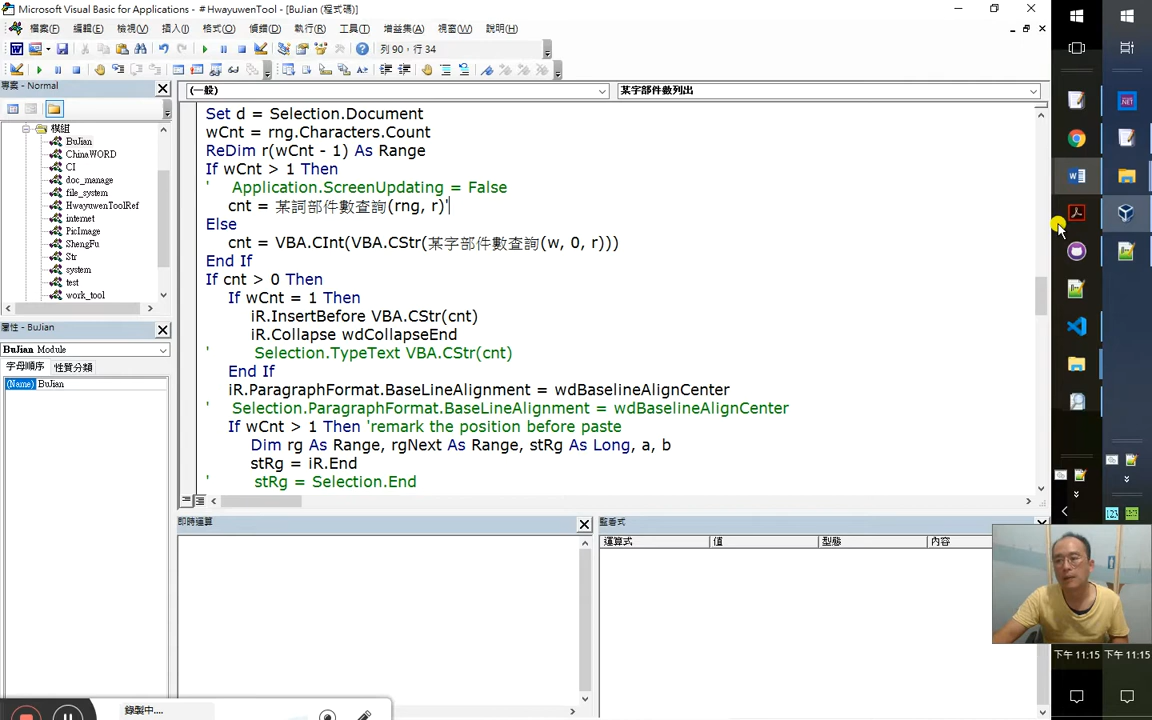 Microsoft Visual Basic for Applications - # HwayuwenTool - [BuJian (程式碼)]
檔案(F) 編輯(E) 檢視(V) 插入(I) 格式(O) 偵錯(D) 執行(R) 工具(T) 增益集(A) 視窗(W) 說明(H)
列 90，行 34
專案 - Normal
(一般)
某字部件數列出
模組
BuJian
ChinaWORD
CI
doc_manage
file_system
HwayuwenToolRef
internet
PicImage
ShengFu
Str
system
test
work_tool
屬性 - BuJian
BuJian Module
字母順序 性質分類
(Name) BuJian
Set d = Selection.Document
wCnt = rng.Characters.Count
ReDim r(wCnt - 1) As Range
If wCnt > 1 Then
' Application.ScreenUpdating = False
cnt = 某詞部件數查詢(rng, r)'
Else
cnt = VBA.CInt(VBA.CStr(某字部件數查詢(w, 0, r)))
End If
If cnt > 0 Then
If wCnt = 1 Then
iR.InsertBefore VBA.CStr(cnt)
iR.Collapse wdCollapseEnd
' Selection.TypeText VBA.CStr(cnt)
End If
iR.ParagraphFormat.BaseLineAlignment = wdBaselineAlignCenter
' Selection.ParagraphFormat.BaseLineAlignment = wdBaselineAlignCenter
If wCnt > 1 Then 'remark the position before paste
Dim rg As Range, rgNext As Range, stRg As Long, a, b
stRg = iR.End
' stRg = Selection.End
即時運算
監看式
運算式 值 型態 內容
錄製中....
下午 11:15 下午 11:15